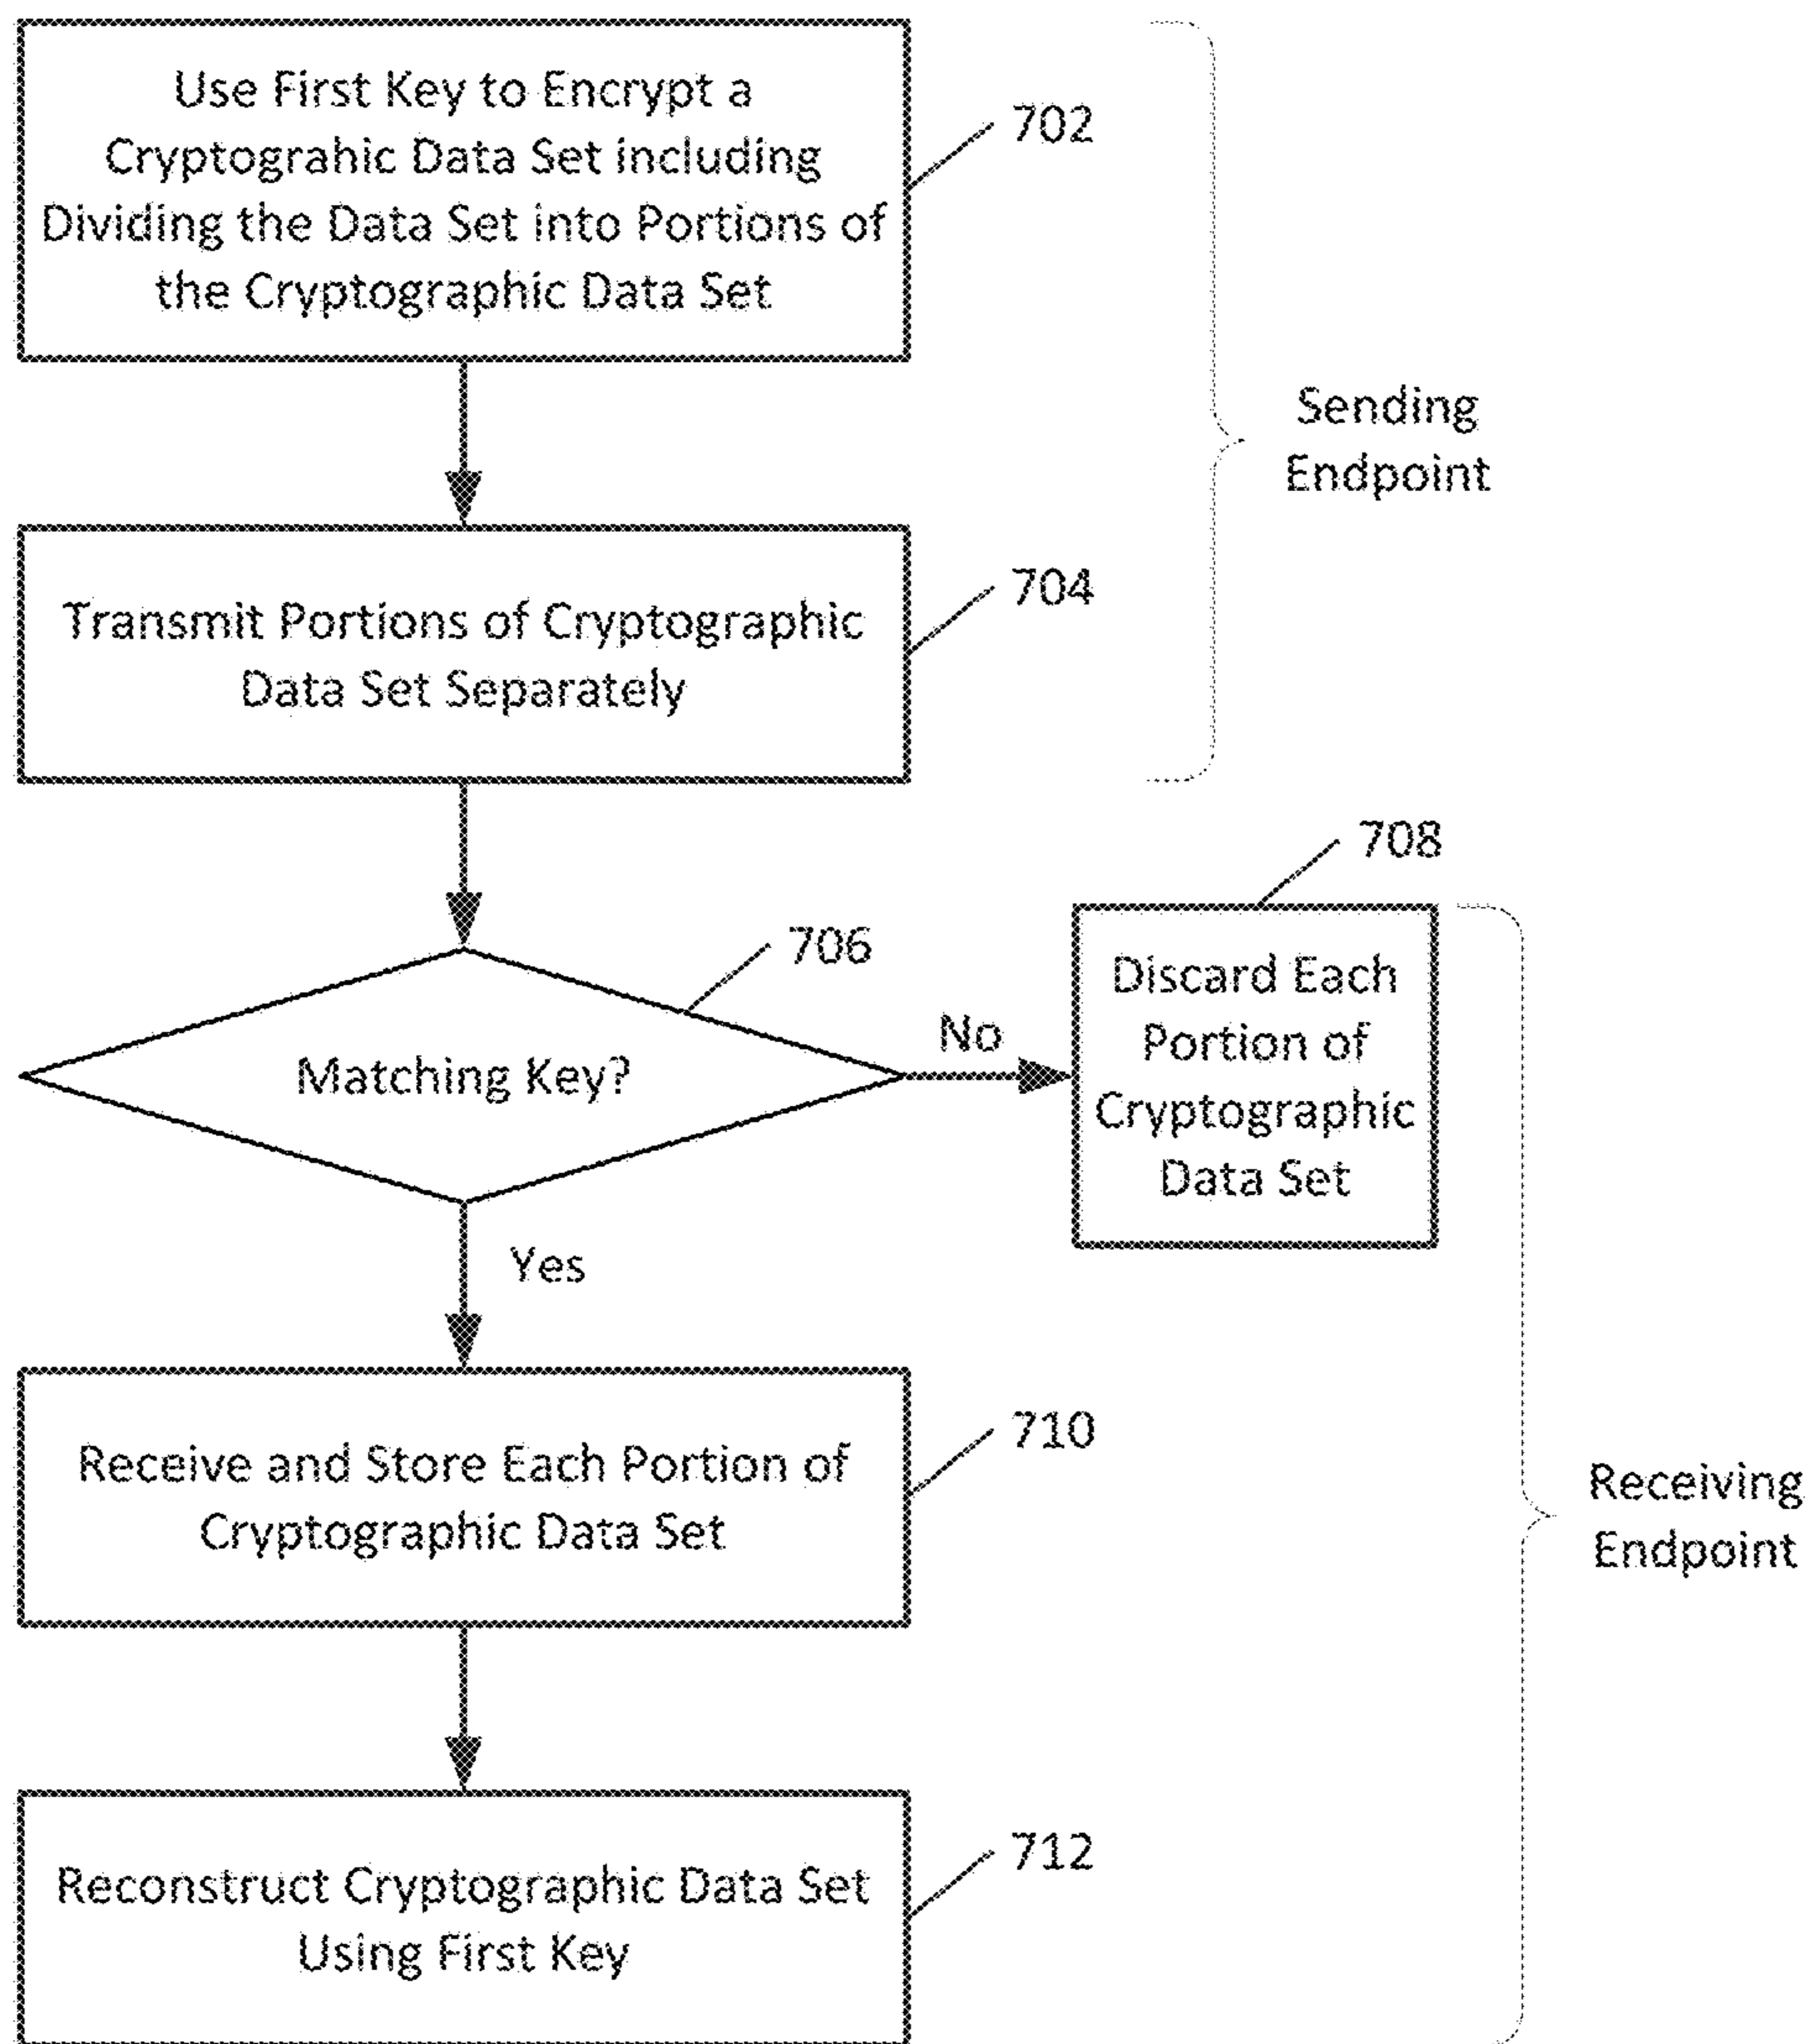 Use First Key to Encrypt a
Cryptograhic Data Set including
Dividing the Data Set into Portions of
the Cryptographic Data Set
702
Sending
Endpoint
Transmit Portions of Cryptographic
Data Set Separately
704
708
706
Matching Key?
No
Discard Each
Portion of
Cryptographic
Data Set
Yes
Receive and Store Each Portion of
Cryptographic Data Set
710
Receiving
Endpoint
Reconstruct Cryptographic Data Set
Using First Key
712